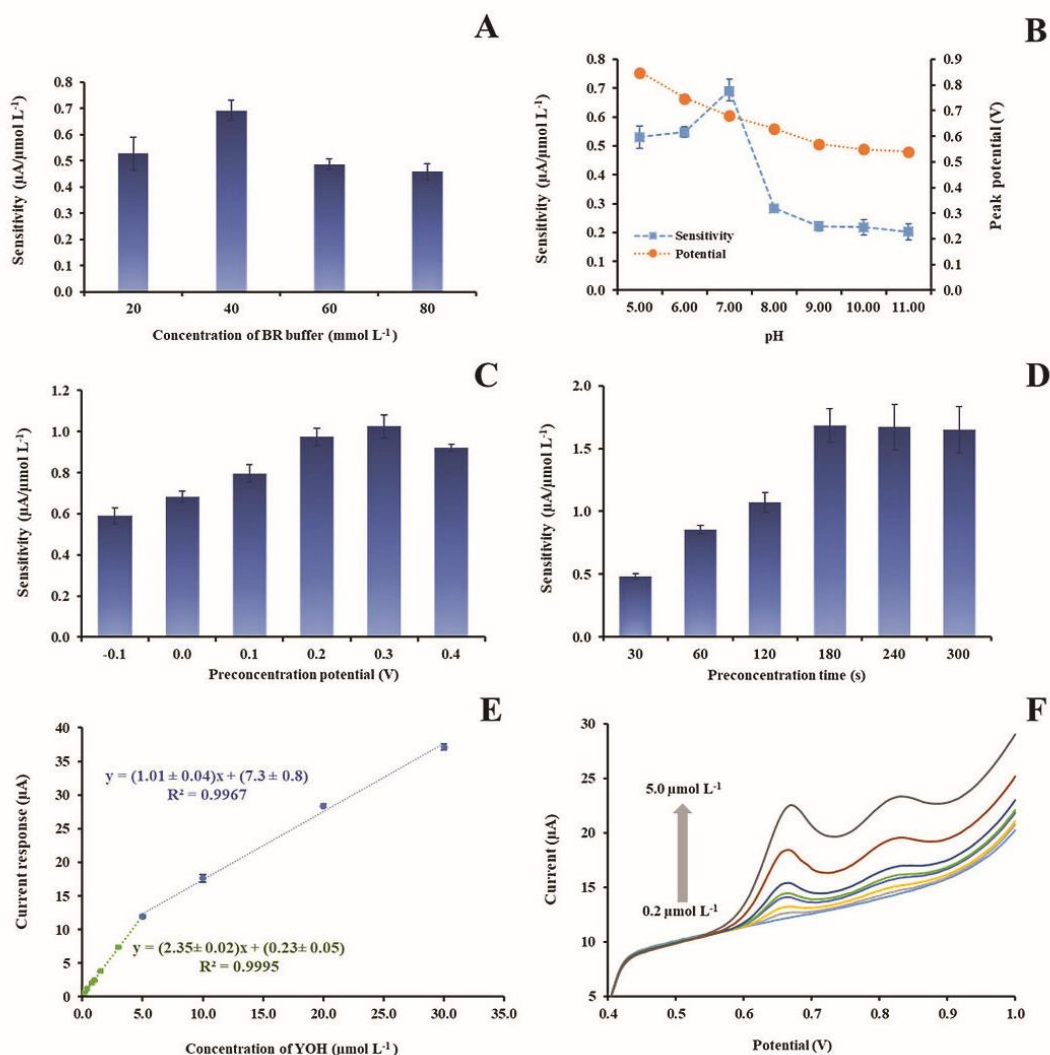 A
Sensitivity (µA/µmol L-1)
0.8
0.7
0.6
0.5
0.4
0.3
0.2
0.1
0.0
20 40 60 80
Concentration of BR buffer (mmol L-1)
B
Sensitivity (µA/µmol L-1)
0.8
0.7
0.6
0.5
0.4
0.3
0.2
0.1
0.0
Sensitivity
Potential
0.9
0.8
0.7
0.6
0.5
0.4
0.3
0.2
0.1
0.0
Peak potential (V)
5.00 6.00 7.00 8.00 9.00 10.00 11.00
pH
C
Sensitivity (µA/µmol L-1)
1.2
1.0
0.8
0.6
0.4
0.2
0.0
-0.1 0.0 0.1 0.2 0.3 0.4
Preconcentration potential (V)
D
Sensitivity (µA/µmol L-1)
2.0
1.5
1.0
0.5
0.0
30 60 120 180 240 300
Preconcentration time (s)
E
Current response (µA)
40
35
30
25
20
15
10
5
0
y = (1.01 ± 0.04)x + (7.3 ± 0.8)
R² = 0.9967
y = (2.35± 0.02)x + (0.23± 0.05)
R² = 0.9995
0.0 5.0 10.0 15.0 20.0 25.0 30.0 35.0
Concentration of YOH (µmol L-1)
F
Current (µA)
30
25
20
15
10
5
5.0 µmol L-1
0.2 µmol L-1
0.4 0.5 0.6 0.7 0.8 0.9 1.0
Potential (V)